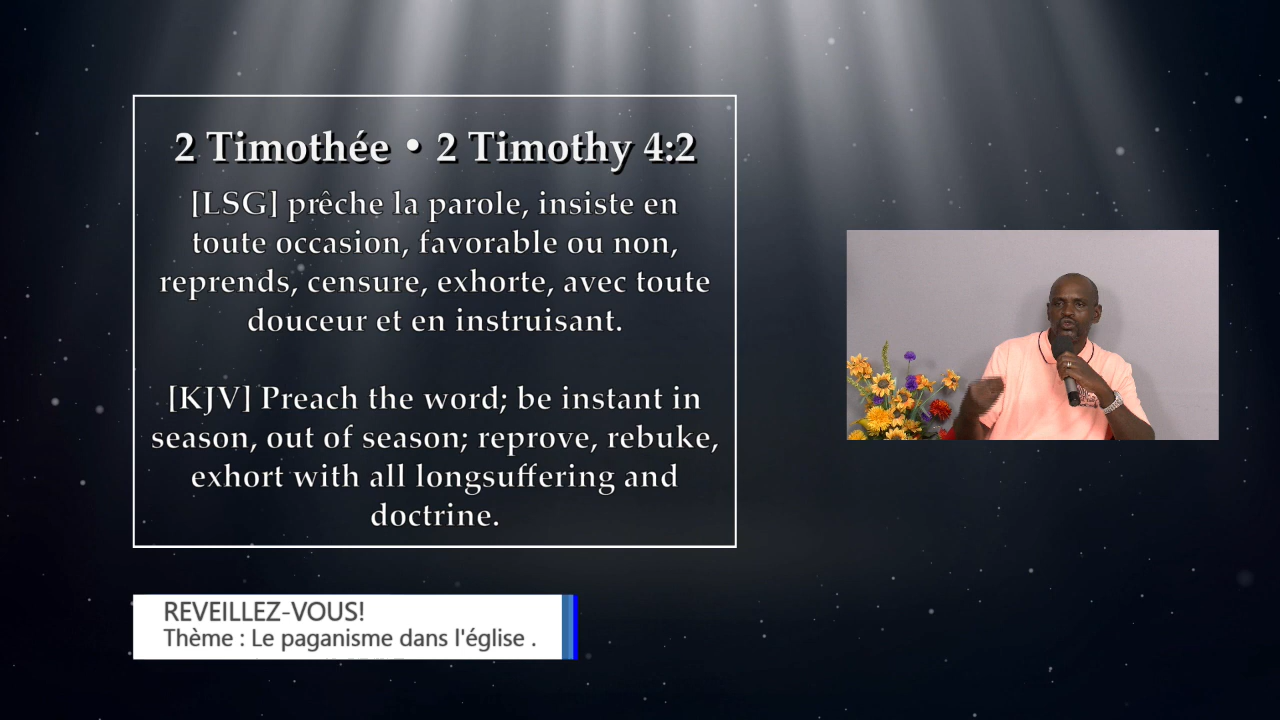 2 Timothée • 2 Timothy 4:2
[LSG] prêche la parole, insiste en
toute occasion, favorable ou non,
reprends, censure, exhorte, avec toute
douceur et en instruisant.
[KJV] Preach the word; be instant in
season, out of season; reprove, rebuke,
exhort with all longsuffering and
doctrine.
REVEILLEZ-VOUS!
Thème : Le paganisme dans l'église .